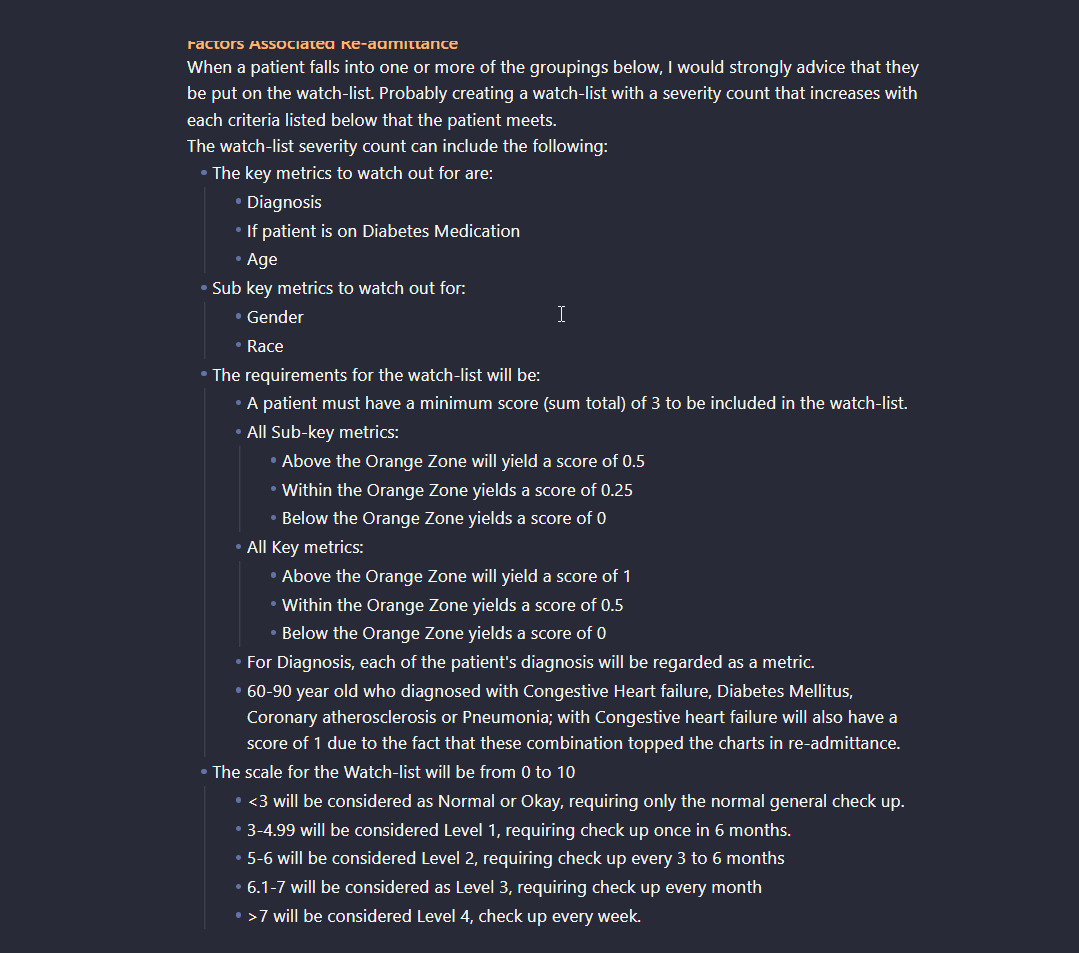 Factors Associated Re-admittance
When a patient falls into one or more of the groupings below, I would strongly advice that they
be put on the watch-list. Probably creating a watch-list with a severity count that increases with
each criteria listed below that the patient meets.
The watch-list severity count can include the following:
• The key metrics to watch out for are:
• Diagnosis
• If patient is on Diabetes Medication
• Age
• Sub key metrics to watch out for:
• Gender
• Race
• The requirements for the watch-list will be:
• A patient must have a minimum score (sum total) of 3 to be included in the watch-list.
• All Sub-key metrics:
• Above the Orange Zone will yield a score of 0.5
• Within the Orange Zone yields a score of 0.25
• Below the Orange Zone yields a score of 0
• All Key metrics:
• Above the Orange Zone will yield a score of 1
• Within the Orange Zone yields a score of 0.5
• Below the Orange Zone yields a score of 0
• For Diagnosis, each of the patient's diagnosis will be regarded as a metric.
• 60-90 year old who diagnosed with Congestive Heart failure, Diabetes Mellitus,
Coronary atherosclerosis or Pneumonia; with Congestive heart failure will also have a
score of 1 due to the fact that these combination topped the charts in re-admittance.
• The scale for the Watch-list will be from 0 to 10
• <3 will be considered as Normal or Okay, requiring only the normal general check up.
• 3-4.99 will be considered Level 1, requiring check up once in 6 months.
• 5-6 will be considered Level 2, requiring check up every 3 to 6 months
• 6.1-7 will be considered as Level 3, requiring check up every month
• >7 will be considered Level 4, check up every week.